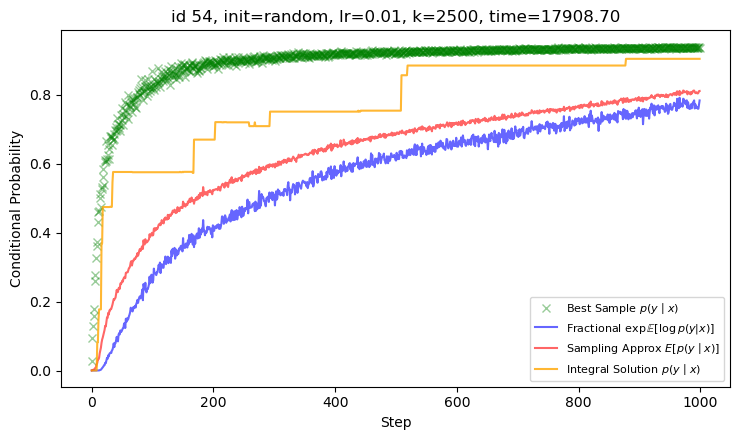 id 54, init=random, lr=0.01, k=2500, time=17908.70
Conditional Probability
0.8
0.6
0.4
0.2
0.0
Best Sample p(y | x)
Fractional exp𝔼[log p(y|x)]
Sampling Approx E[p(y | x)]
Integral Solution p(y | x)
0 200 400 600 800 1000
Step